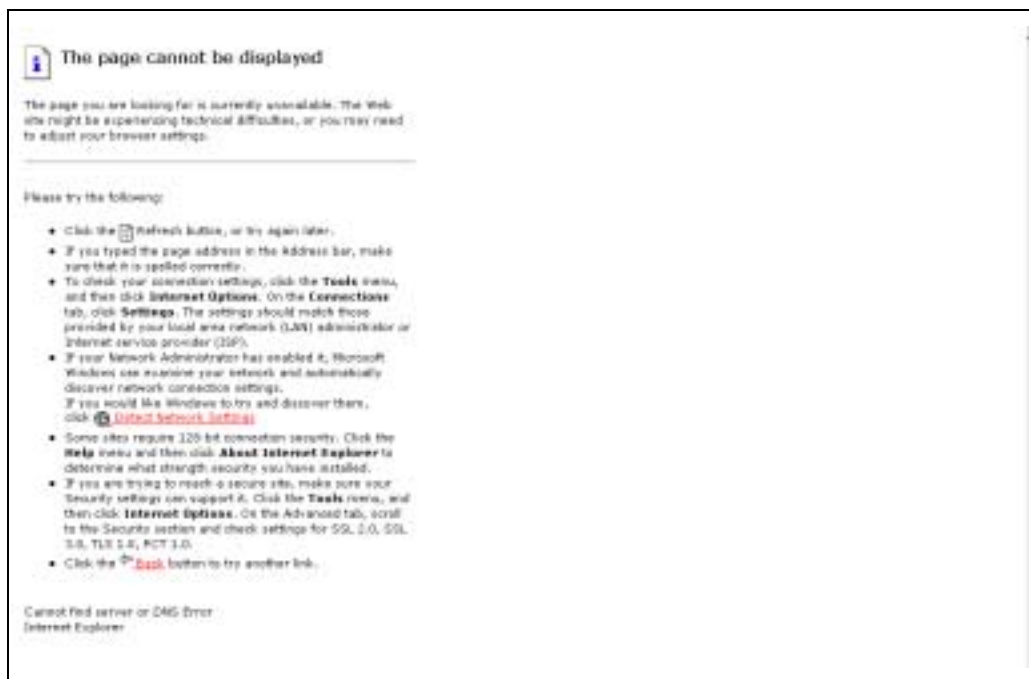 The page cannot be displayed
The page you are looking for is currently unavailable. The Web
site might be experiencing technical difficulties, or you may need
to adjust your browser settings.
Please try the following:
Click the Refresh button, or try again later.
If you typed the page address in the Address bar, make
sure that it is spelled correctly.
To check your connection settings, click the Tools menu,
and then click Internet Options. On the Connections
tab, click Settings. The settings should match those
provided by your local area network (LAN) administrator or
Internet service provider (ISP).
If your Network Administrator has enabled it, Microsoft
Windows can examine your network and automatically
discover network connection settings.
If you would like Windows to try and discover them,
click Detect Network Settings
Some sites require 128-bit connection security. Click the
Help menu and then click About Internet Explorer to
determine what strength security you have installed.
If you are trying to reach a secure site, make sure your
Security settings can support it. Click the Tools menu, and
then click Internet Options. On the Advanced tab, scroll
to the Security section and check settings for SSL 2.0, SSL
3.0, TLS 1.0, PCT 1.0.
Click the Back button to try another link.
Cannot find server or DNS Error
Internet Explorer